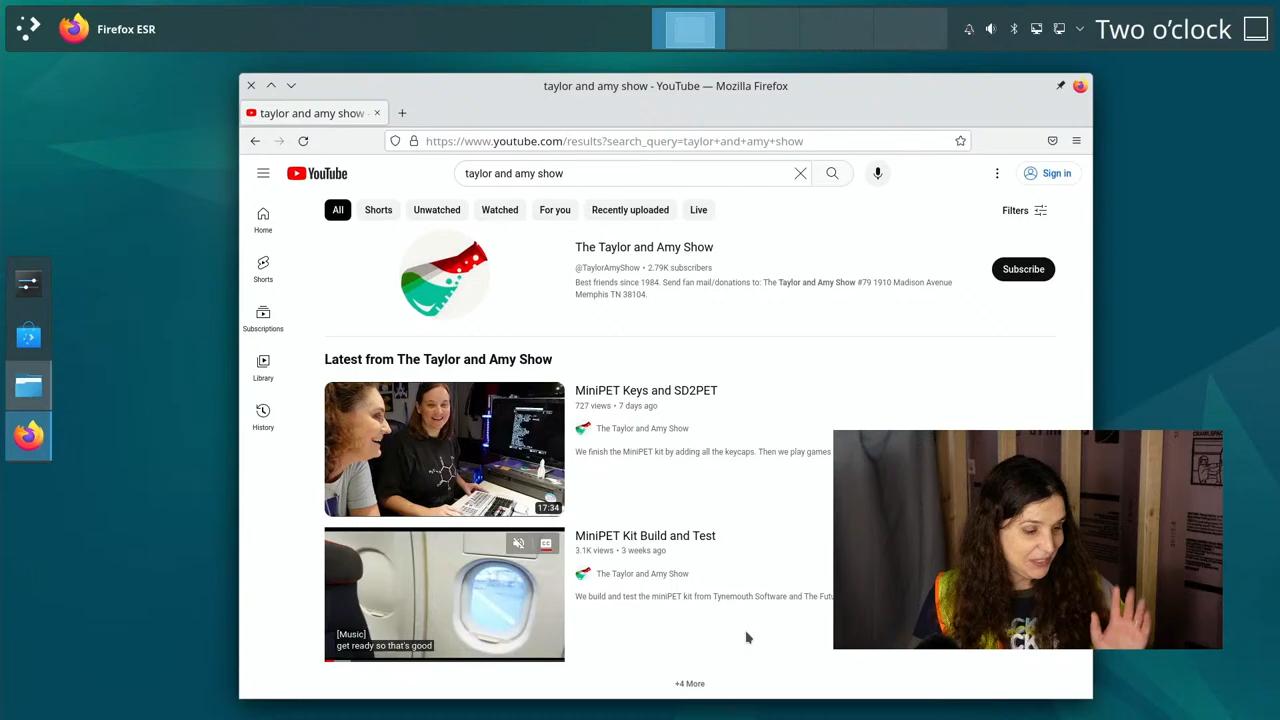 Firefox ESR
Two o'clock
taylor and amy show - YouTube — Mozilla Firefox
taylor and amy show -
https://www.youtube.com/results?search_query=taylor+and+amy+show
YouTube
taylor and amy show
Sign in
All
Shorts
Unwatched
Watched
For you
Recently uploaded
Live
Filters
Home
Shorts
Subscriptions
Library
History
The Taylor and Amy Show
@TaylorAmyShow • 2.79K subscribers
Best friends since 1984. Send fan mail/donations to: The Taylor and Amy Show #79 1910 Madison Avenue
Memphis TN 38104.
Subscribe
Latest from The Taylor and Amy Show
MiniPET Keys and SD2PET
727 views • 7 days ago
The Taylor and Amy Show
We finish the MiniPET kit by adding all the keycaps. Then we play games
17:34
MiniPET Kit Build and Test
3.1K views • 3 weeks ago
The Taylor and Amy Show
We build and test the miniPET kit from Tynemouth Software and The Futu
CC
[Music]
get ready so that's good
+4 More